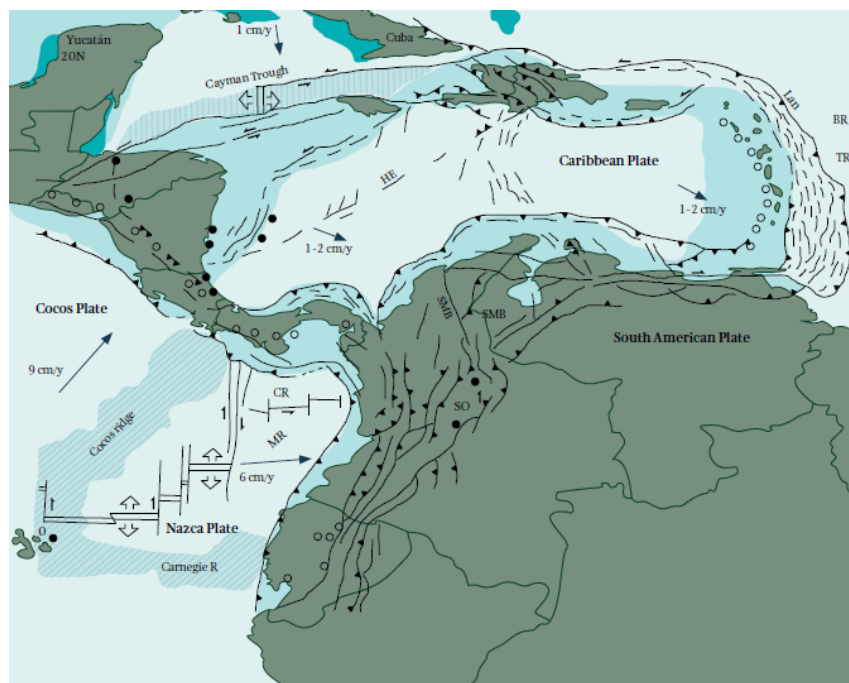 Yucatán
20N
1 cm/y
Cuba
Cayman Trough
Lan
BR
TR
Caribbean Plate
HE
1-2 cm/y
1-2 cm/y
Cocos Plate
SMB
SMB
South American Plate
9 cm/y
CR
SO
Cocos ridge
MR
6 cm/y
Nazca Plate
0
Carnegie R